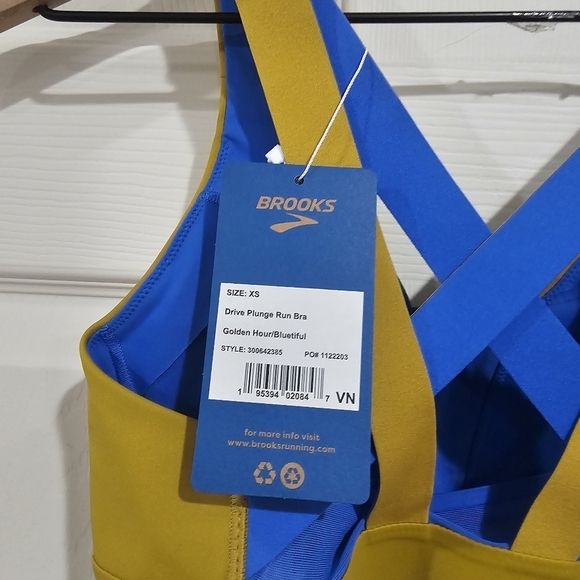 BROOKS
SIZE: XS
Drive Plunge Run Bra
Golden Hour/Bluetiful
STYLE: 300642385 PO# 1122203
1 95394 02084 7 VN
for more info visit
www.brooksrunning.com